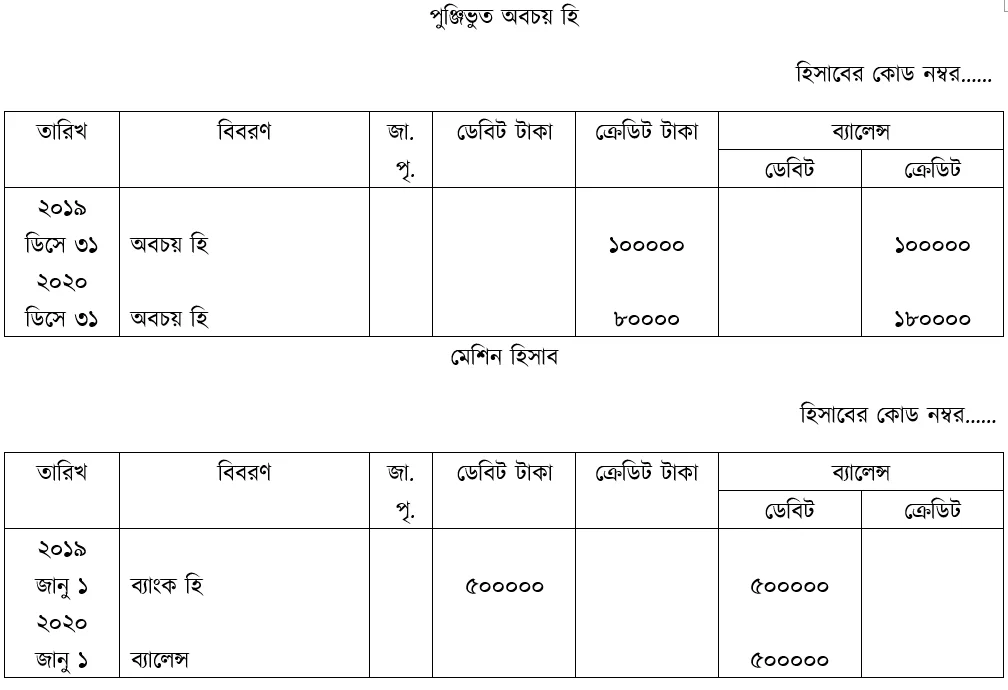 পুঞ্জিভুত অবচয় হি
হিসাবের কোড নম্বর......
তারিখ বিবরণ জা. পৃ. ডেবিট টাকা ক্রেডিট টাকা ব্যালেন্স
ডেবিট ক্রেডিট
২০১৯
ডিসে ৩১ অবচয় হি ১০০০০০ ১০০০০০
২০২০
ডিসে ৩১ অবচয় হি ৮০০০০ ১৮০০০০
মেশিন হিসাব
হিসাবের কোড নম্বর......
তারিখ বিবরণ জা. পৃ. ডেবিট টাকা ক্রেডিট টাকা ব্যালেন্স
ডেবিট ক্রেডিট
২০১৯
জানু ১ ব্যাংক হি ৫০০০০০ ৫০০০০০
২০২০
জানু ১ ব্যালেন্স ৫০০০০০